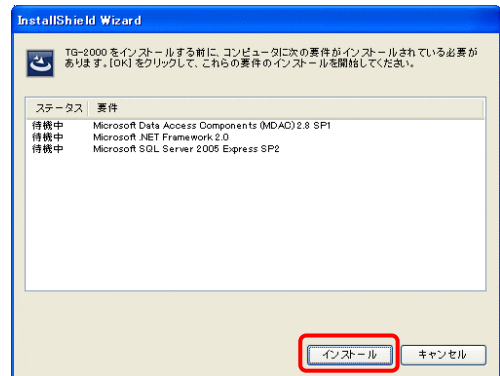 InstallShield Wizard
TG-2000 をインストールする前に、コンピュータに次の要件がインストールされている必要が
あります。[OK] をクリックして、これらの要件のインストールを開始してください。
ステータス 要件
待機中 Microsoft Data Access Components (MDAC) 2.8 SP1
待機中 Microsoft .NET Framework 2.0
待機中 Microsoft SQL Server 2005 Express SP2
インストール キャンセル